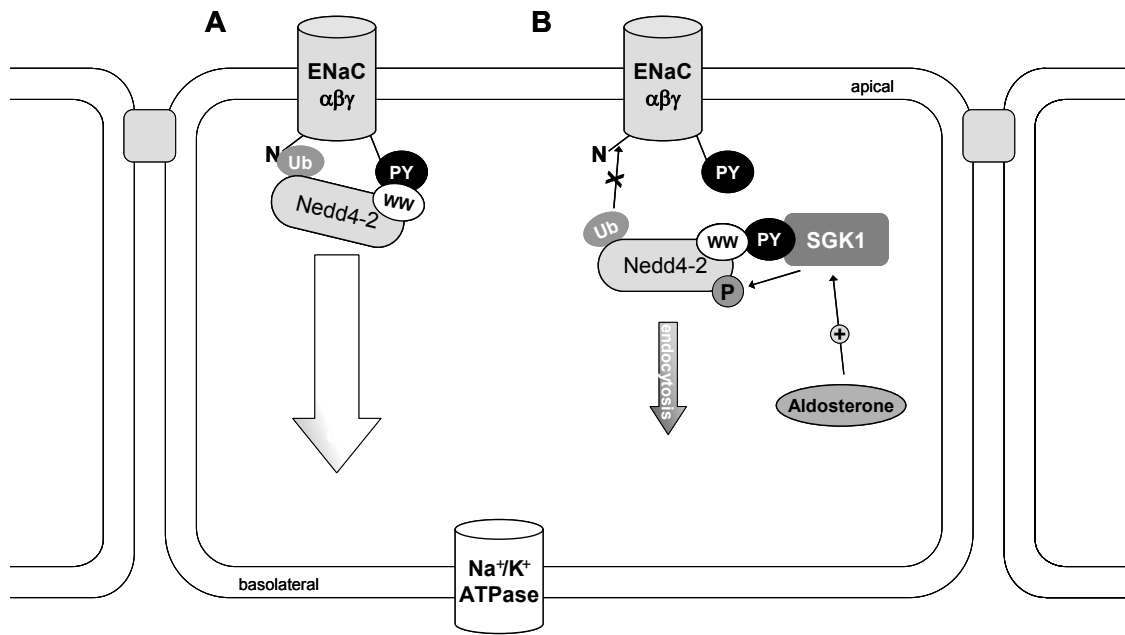 A
B
ENaC
αβγ
ENaC
αβγ
apical
N
Ub
PY
WW
Nedd4-2
N
X
PY
Ub
WW
PY
SGK1
Nedd4-2
P
endocytosis
+
Aldosterone
Na⁺/K⁺
ATPase
basolateral